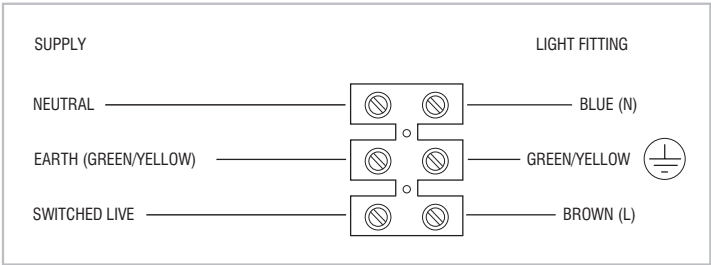 SUPPLY LIGHT FITTING
NEUTRAL BLUE (N)
EARTH (GREEN/YELLOW) GREEN/YELLOW
SWITCHED LIVE BROWN (L)